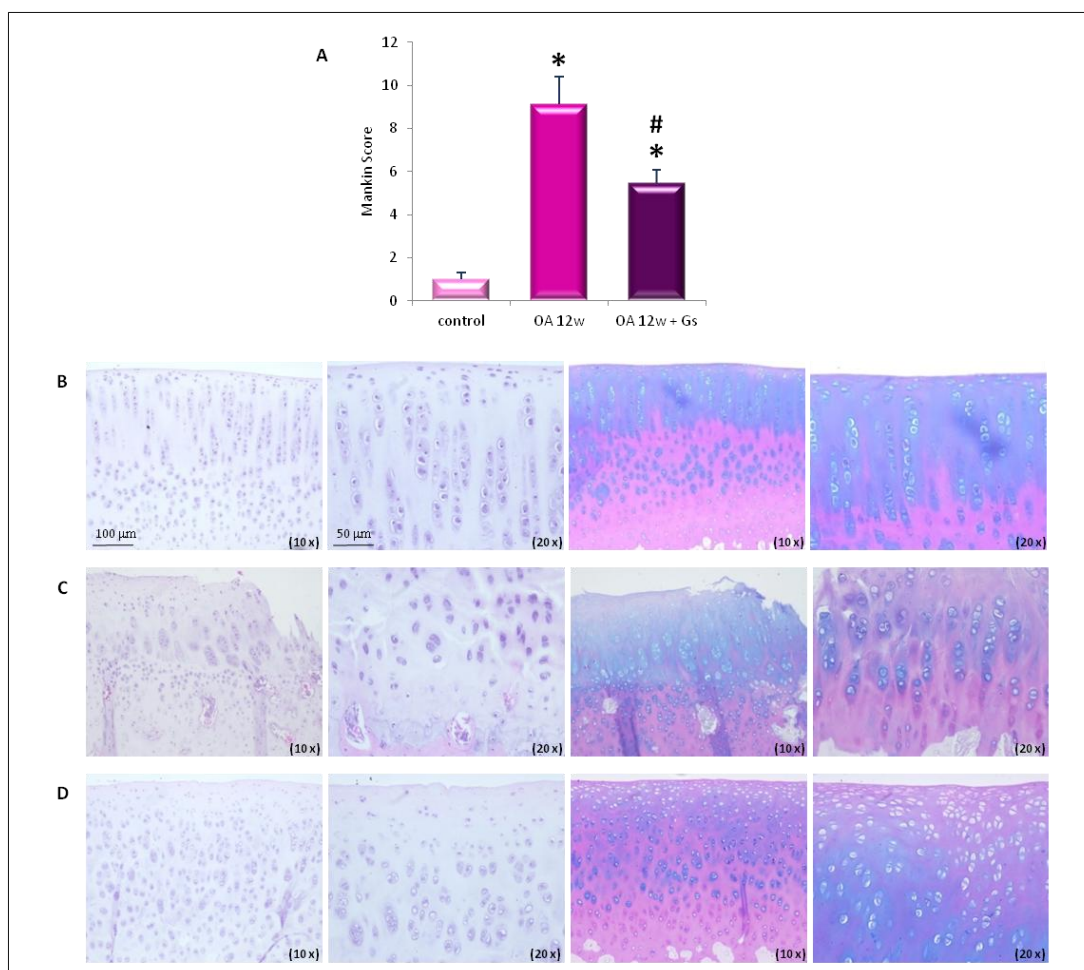 A
12
10
8
6
4
2
0
Mankin Score
*
#
*
control
OA 12w
OA 12w + Gs
B
100 μm
(10 x)
50 μm
(20 x)
(10 x)
(20 x)
C
(10 x)
(20 x)
(10 x)
(20 x)
D
(10 x)
(20 x)
(10 x)
(20 x)